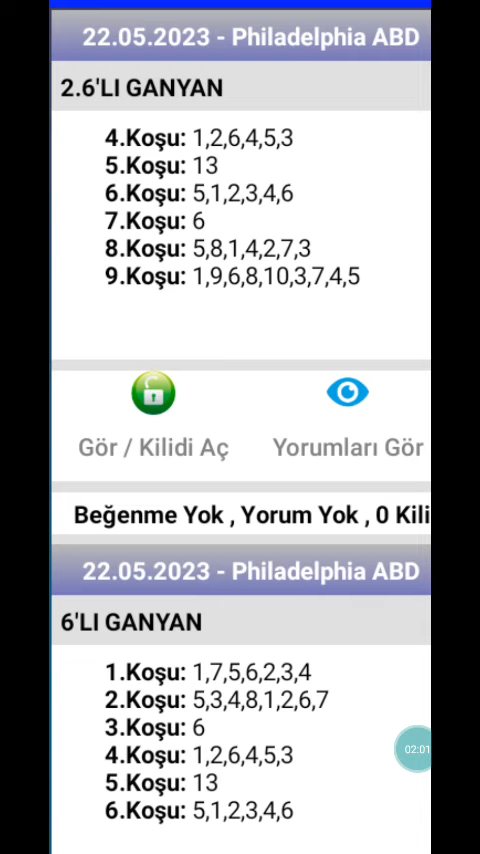 22.05.2023 - Philadelphia ABD
2.6'LI GANYAN
4.Koşu: 1,2,6,4,5,3
5.Koşu: 13
6.Koşu: 5,1,2,3,4,6
7.Koşu: 6
8.Koşu: 5,8,1,4,2,7,3
9.Koşu: 1,9,6,8,10,3,7,4,5
Gör / Kilidi Aç Yorumları Gör
Beğenme Yok , Yorum Yok , 0 Kili
22.05.2023 - Philadelphia ABD
6'LI GANYAN
1.Koşu: 1,7,5,6,2,3,4
2.Koşu: 5,3,4,8,1,2,6,7
3.Koşu: 6
4.Koşu: 1,2,6,4,5,3
02:01
5.Koşu: 13
6.Koşu: 5,1,2,3,4,6